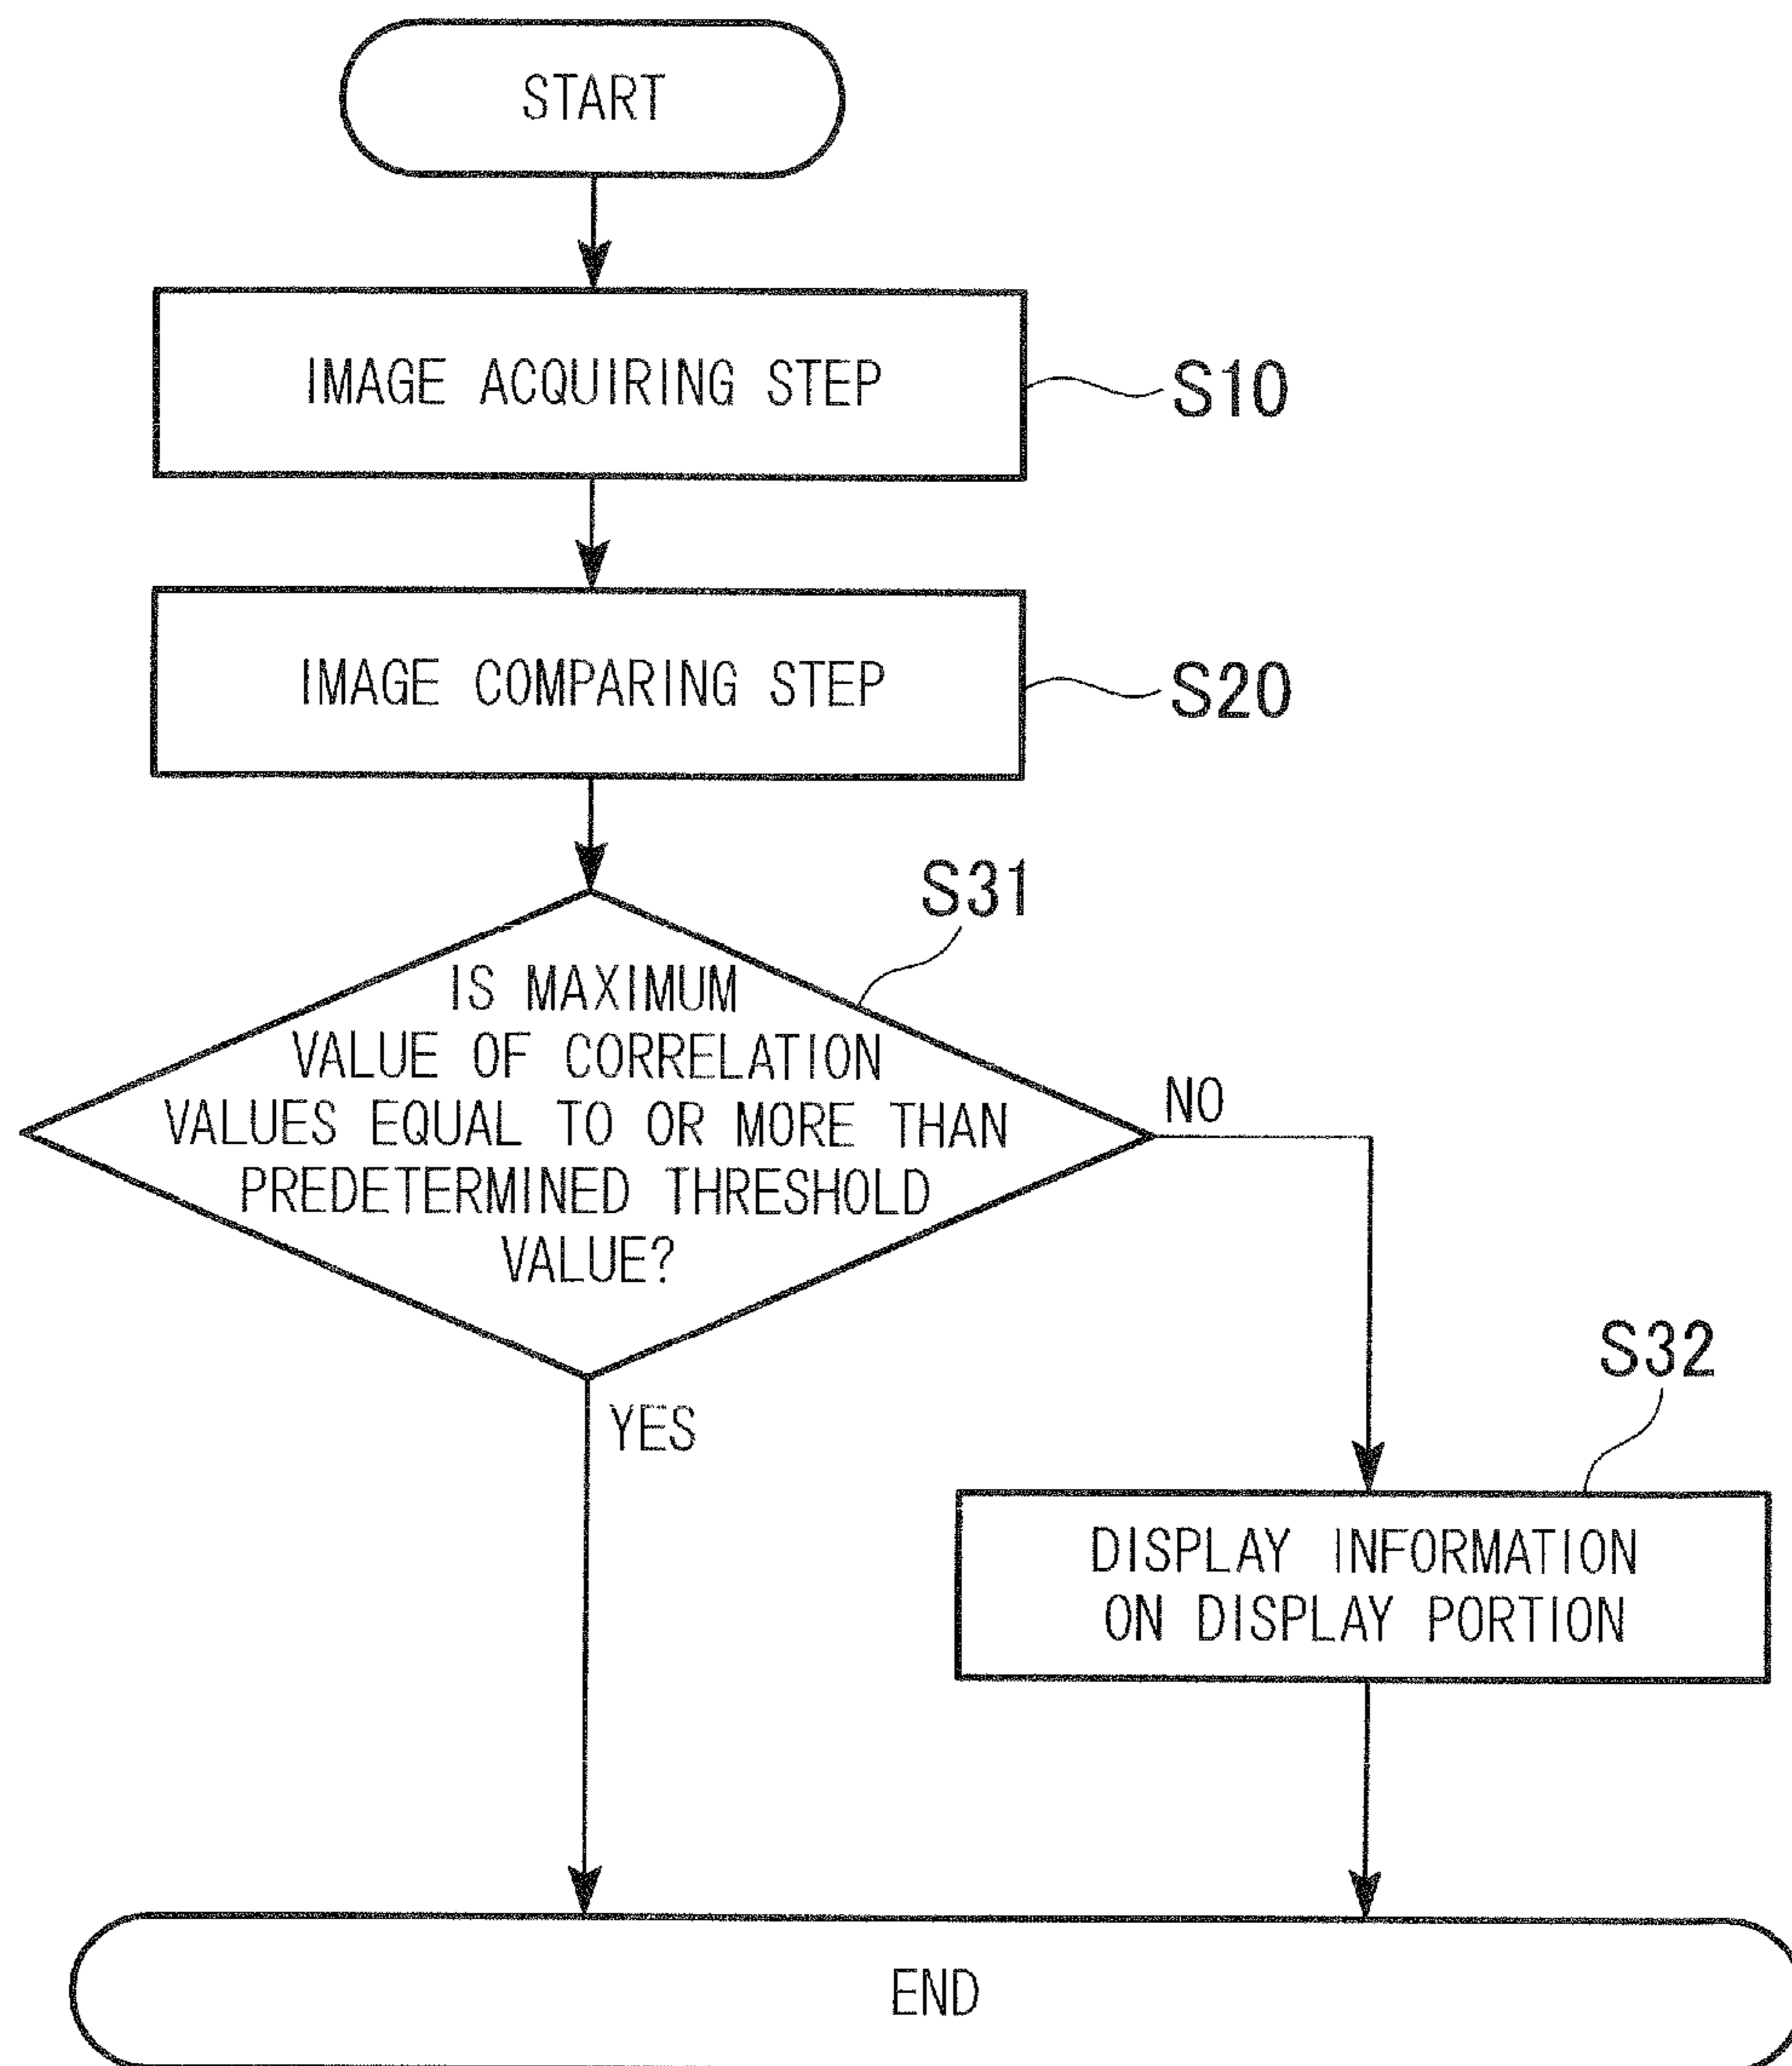 START
IMAGE ACQUIRING STEP
S10
IMAGE COMPARING STEP
S20
S31
IS MAXIMUM
VALUE OF CORRELATION
VALUES EQUAL TO OR MORE THAN
PREDETERMINED THRESHOLD
VALUE?
NO
YES
S32
DISPLAY INFORMATION
ON DISPLAY PORTION
END